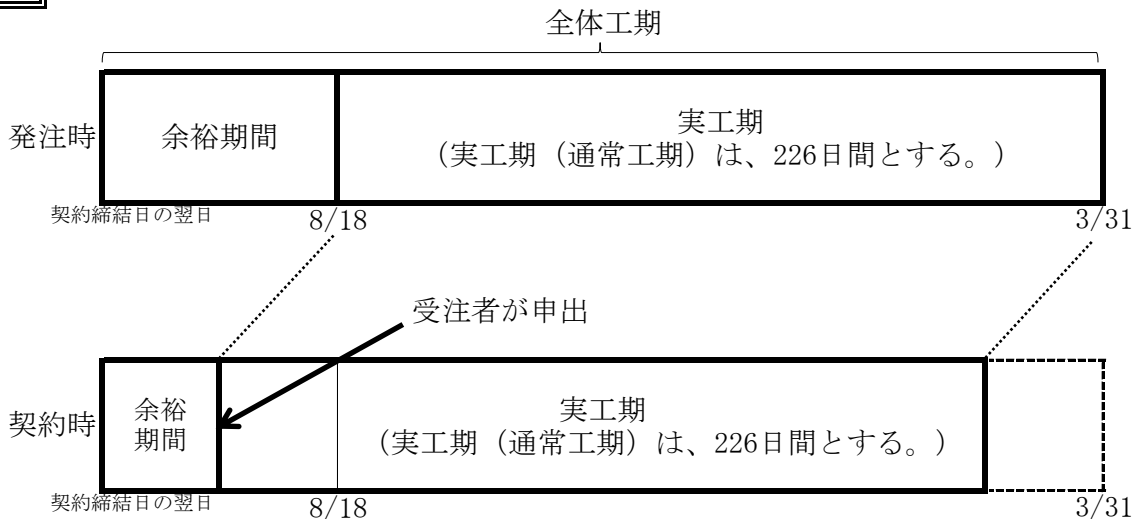 全体工期
発注時
余裕期間
実工期
(実工期(通常工期)は、226日間とする。)
契約締結日の翌日
8/18
3/31
受注者が申出
契約時
余裕
期間
実工期
(実工期(通常工期)は、226日間とする。)
契約締結日の翌日
8/18
3/31